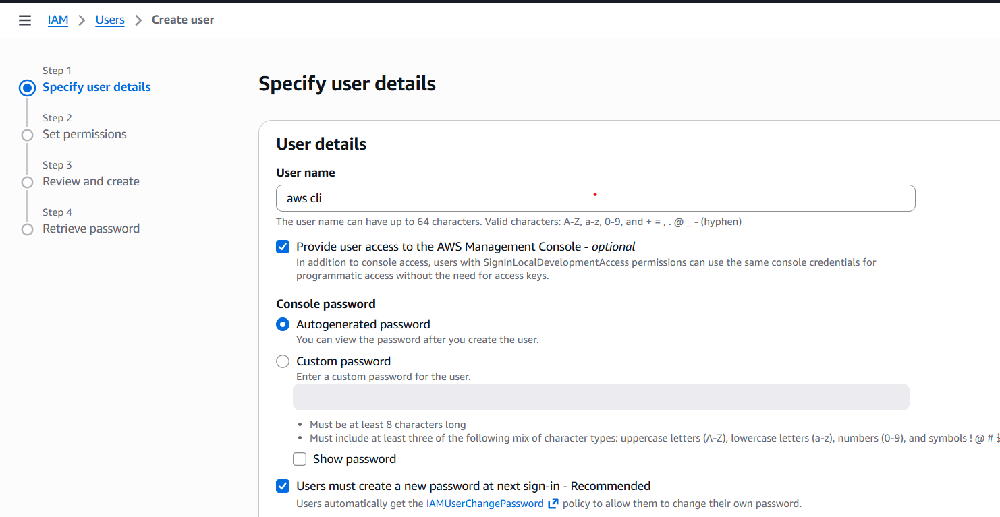 IAM > Users > Create user
Step 1
Specify user details
Step 2
Set permissions
Step 3
Review and create
Step 4
Retrieve password
Specify user details
User details
User name
aws cli
The user name can have up to 64 characters. Valid characters: A-Z, a-z, 0-9, and + = , . @ _ - (hyphen)
Provide user access to the AWS Management Console - optional
In addition to console access, users with SignInLocalDevelopmentAccess permissions can use the same console credentials for
programmatic access without the need for access keys.
Console password
Autogenerated password
You can view the password after you create the user.
Custom password
Enter a custom password for the user.
• Must be at least 8 characters long
• Must include at least three of the following mix of character types: uppercase letters (A-Z), lowercase letters (a-z), numbers (0-9), and symbols ! @ # $
Show password
Users must create a new password at next sign-in - Recommended
Users automatically get the IAMUserChangePassword policy to allow them to change their own password.